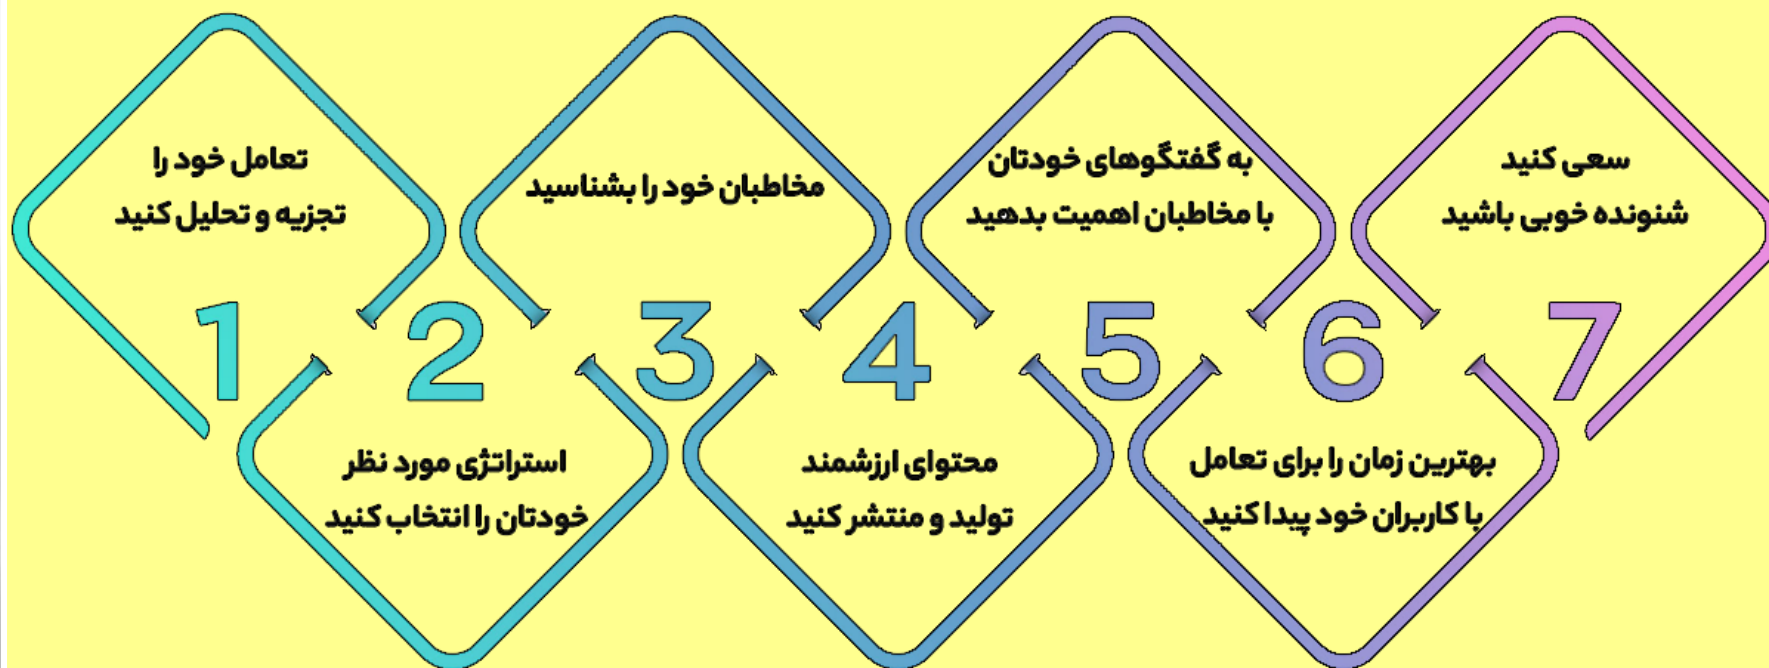 1
تعامل خود را
تجزیه و تحلیل کنید
2
استراتژی مورد نظر
خودتان را انتخاب کنید
3
مخاطبان خود را بشناسید
4
محتوای ارزشمند
تولید و منتشر کنید
5
به گفتگوهای خودتان
با مخاطبان اهمیت بدهید
6
بهترین زمان را برای تعامل
با کاربران خود پیدا کنید
7
سعی کنید
شنونده خوبی باشید